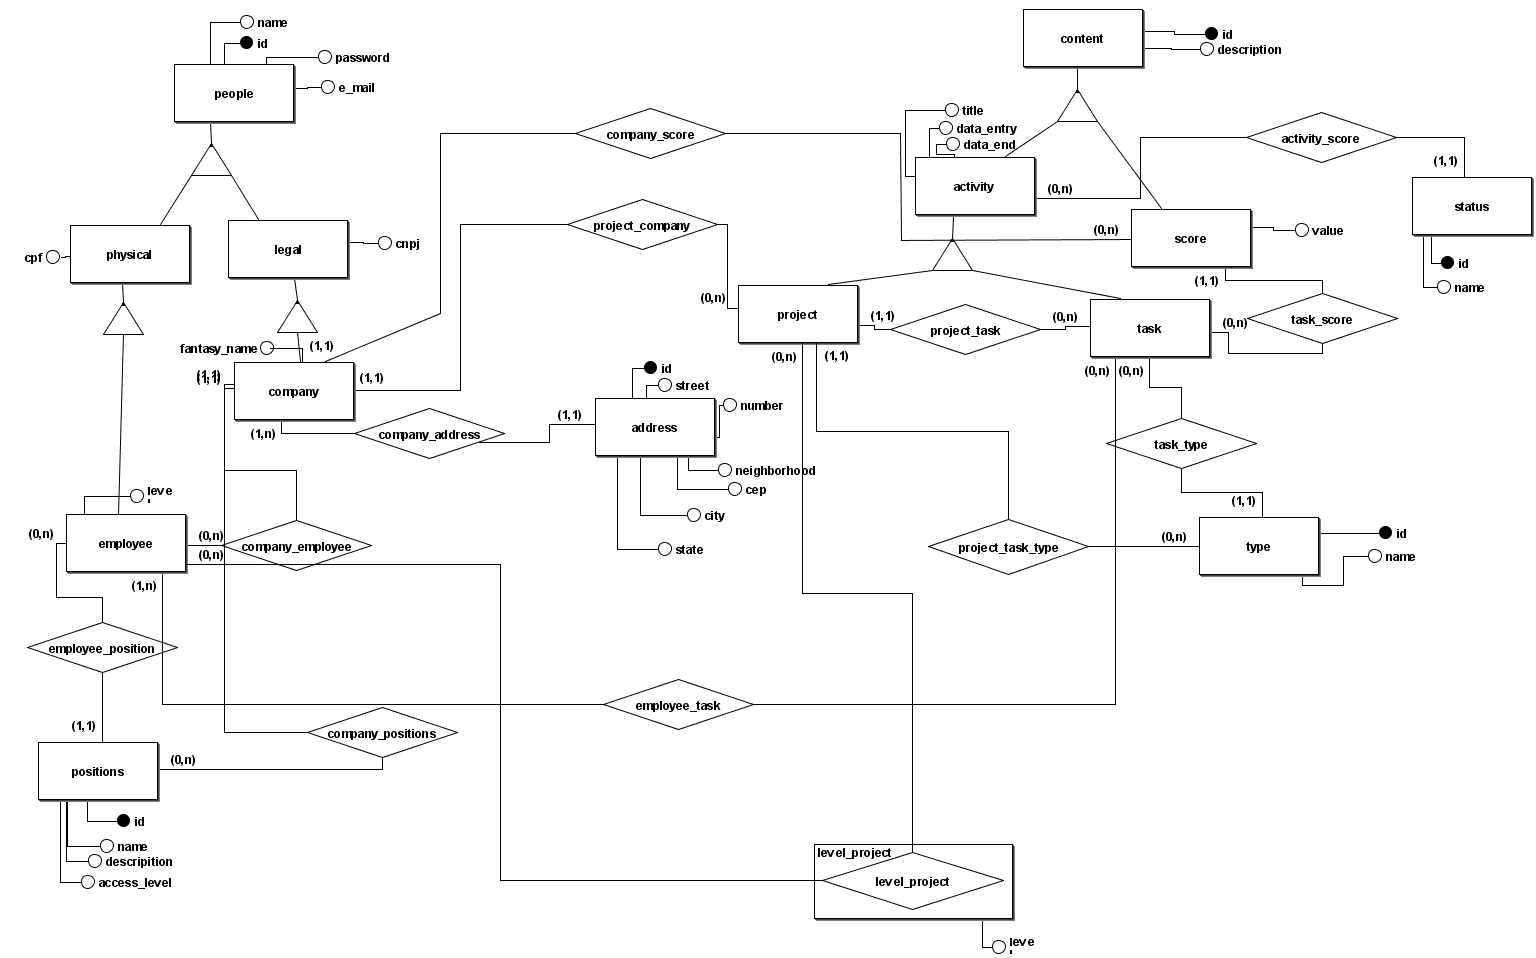 name
id
password
e_mail
people
content
id
description
title
data_entry
data_end
activity
company_score
activity_score
(1,1)
(0,n)
status
id
name
physical
cpf
legal
cnpj
project_company
(0,n)
score
value
(1,1)
(0,n)
project
(1,1)
project_task
(0,n)
task
(0,n)
task_score
fantasy_name
(1,1)
(1,1)
(1,1)
company
(1,1)
(1,n)
company_address
(1,1)
id
street
address
number
neighborhood
cep
city
state
(0,n)
(1,1)
(0,n)
(0,n)
task_type
(1,1)
type
id
name
project_task_type
(0,n)
leve
l
(0,n)
employee
(0,n)
(0,n)
company_employee
(1,n)
employee_position
employee_task
(1,1)
company_positions
positions
(0,n)
id
name
descripition
access_level
level_project
level_project
leve
l